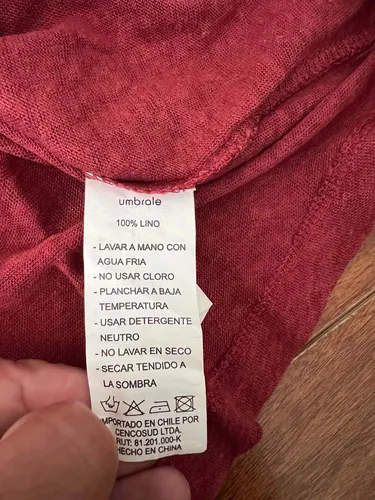 umbrale
100% LINO
- LAVAR A MANO CON
AGUA FRIA
- NO USAR CLORO
- PLANCHAR A BAJA
TEMPERATURA
- USAR DETERGENTE
NEUTRO
- NO LAVAR EN SECO
- SECAR TENDIDO A
LA SOMBRA
IMPORTADO EN CHILE POR
CENCOSUD LTDA.
RUT: 81.201.000-K
HECHO EN CHINA